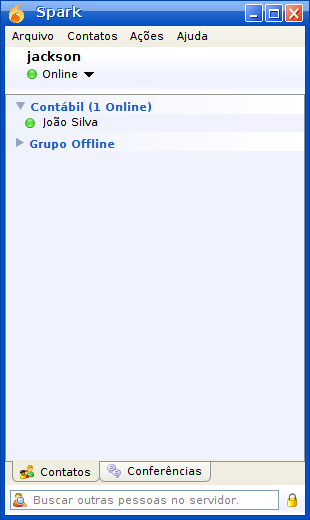 Spark
Arquivo Contatos Ações Ajuda
jackson
Online
Contábil (1 Online)
João Silva
Grupo Offline
Contatos Conferências
Buscar outras pessoas no servidor.